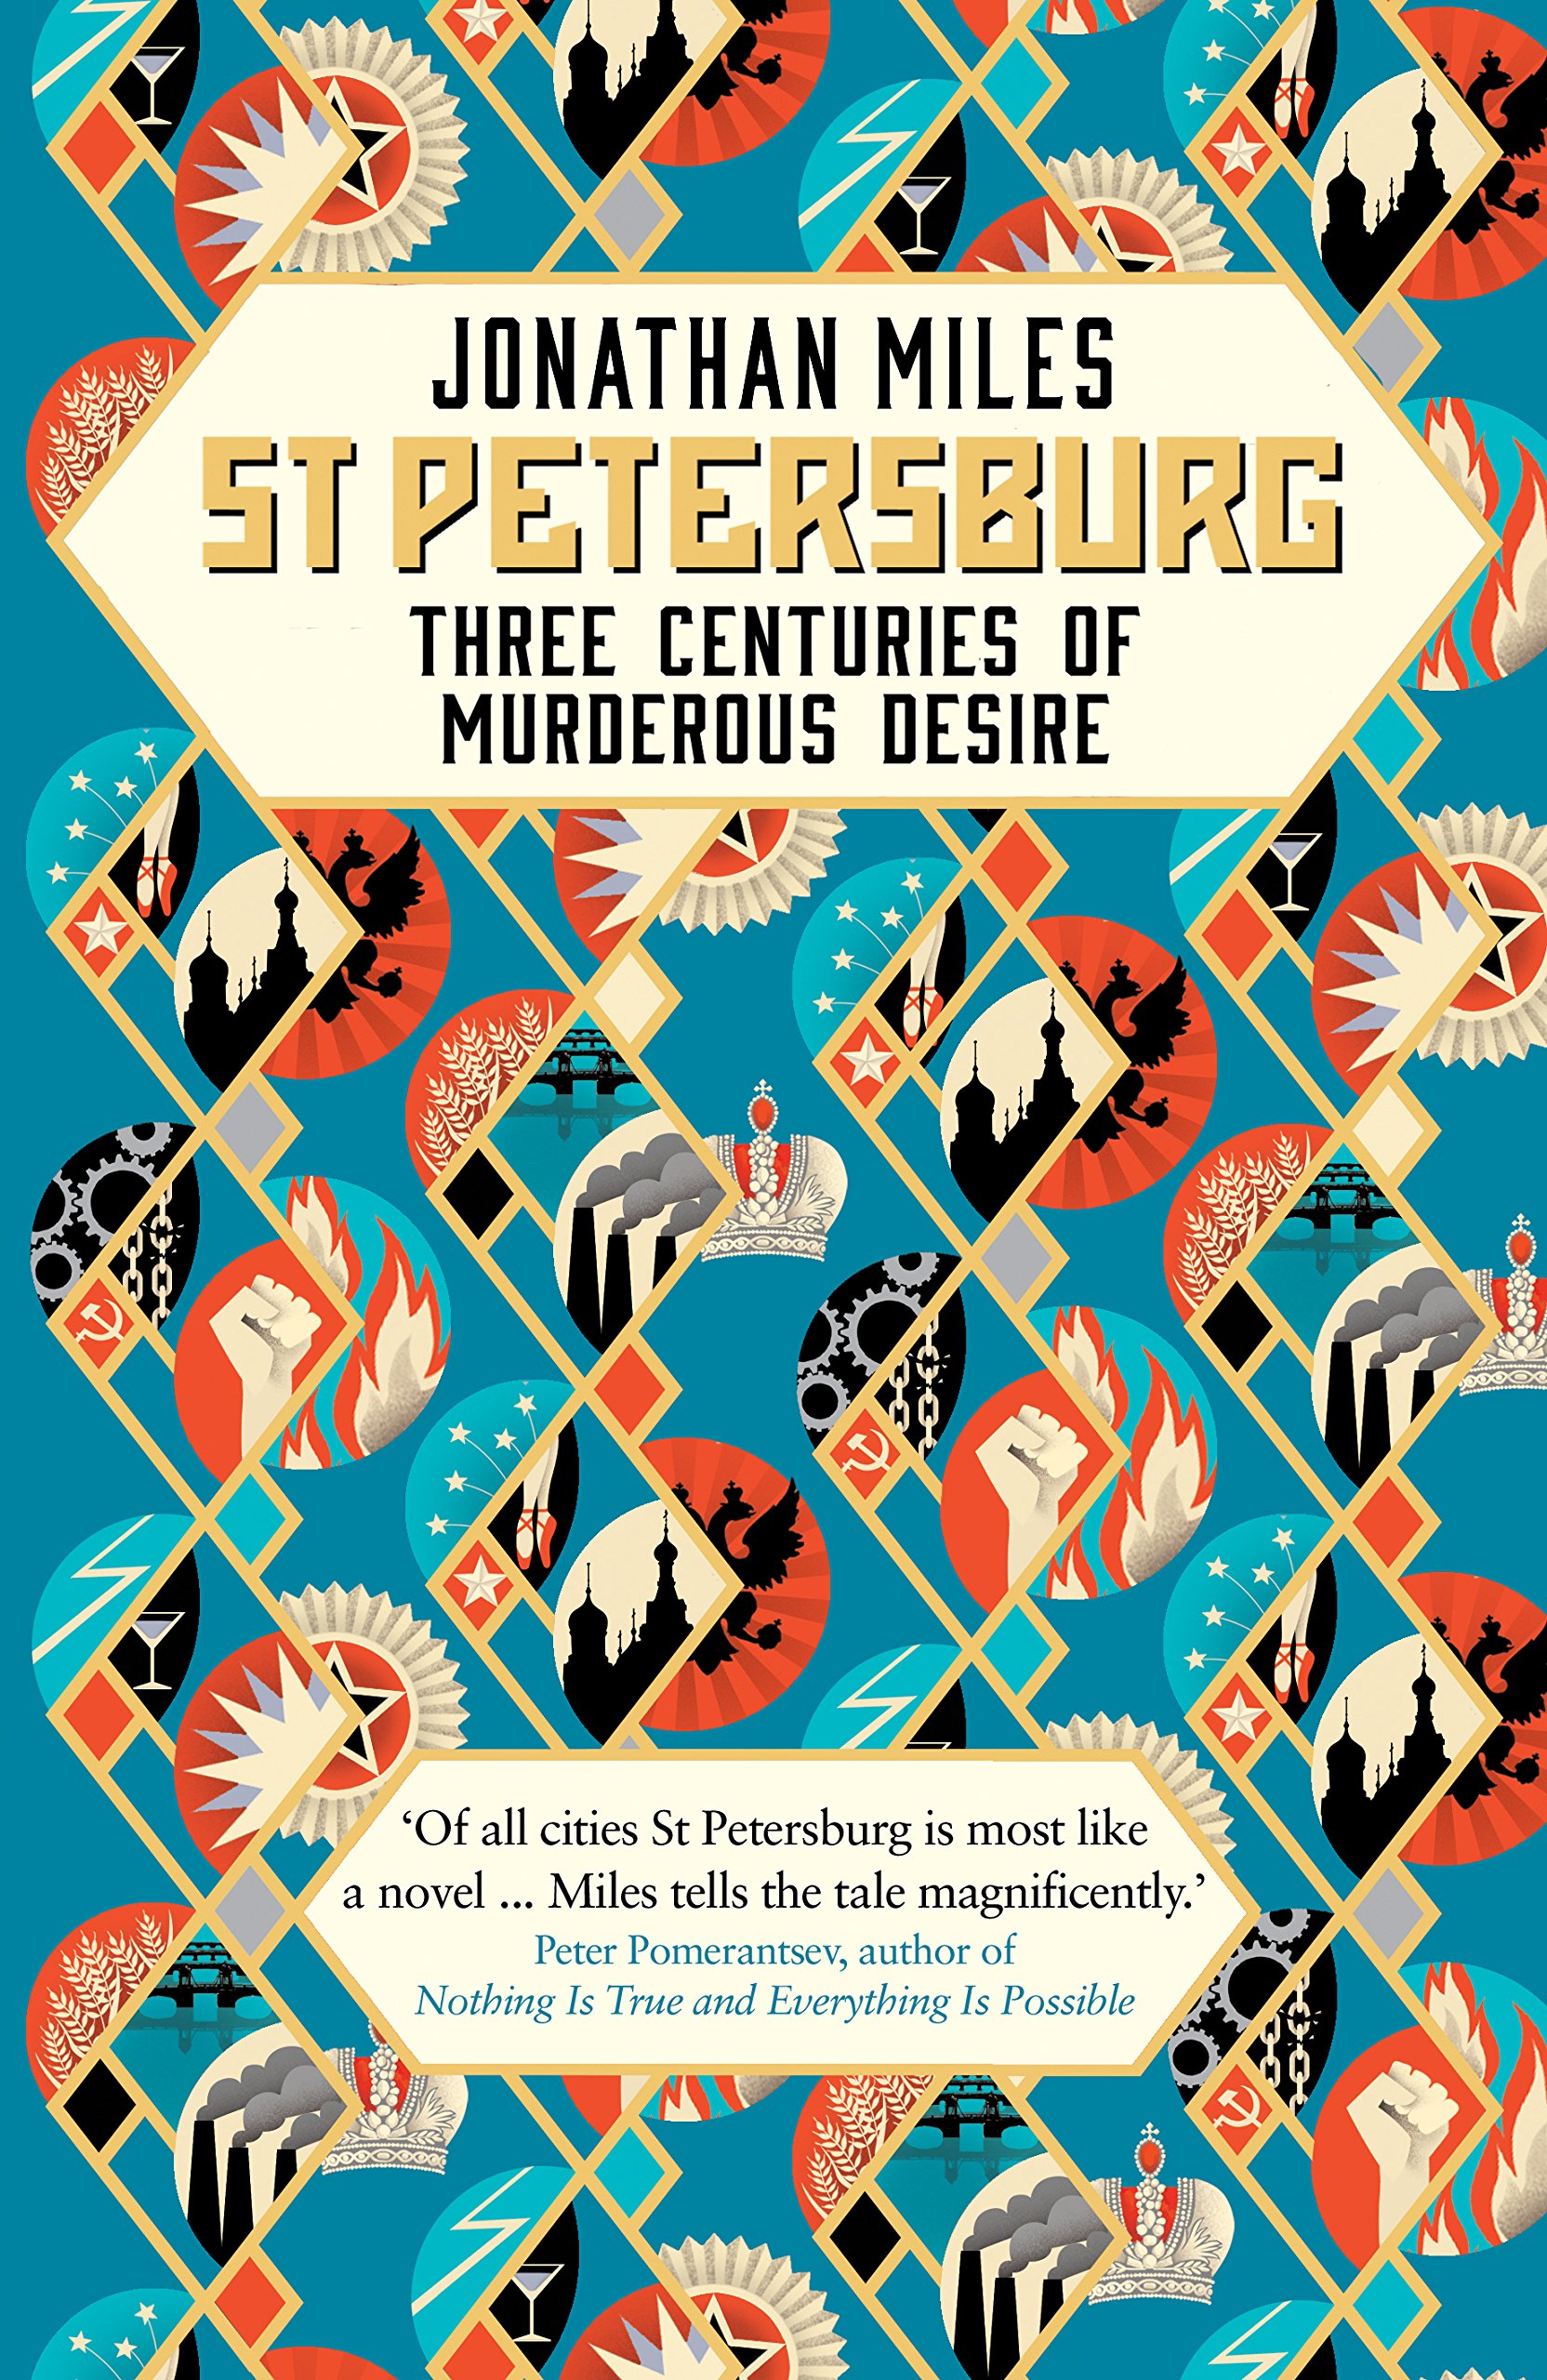 JONATHAN MILES
ST PETERSBURG
THREE CENTURIES OF
MURDEROUS DESIRE
‘Of all cities St Petersburg is most like
a novel ... Miles tells the tale magnificently.’
Peter Pomerantsev, author of
Nothing Is True and Everything Is Possible